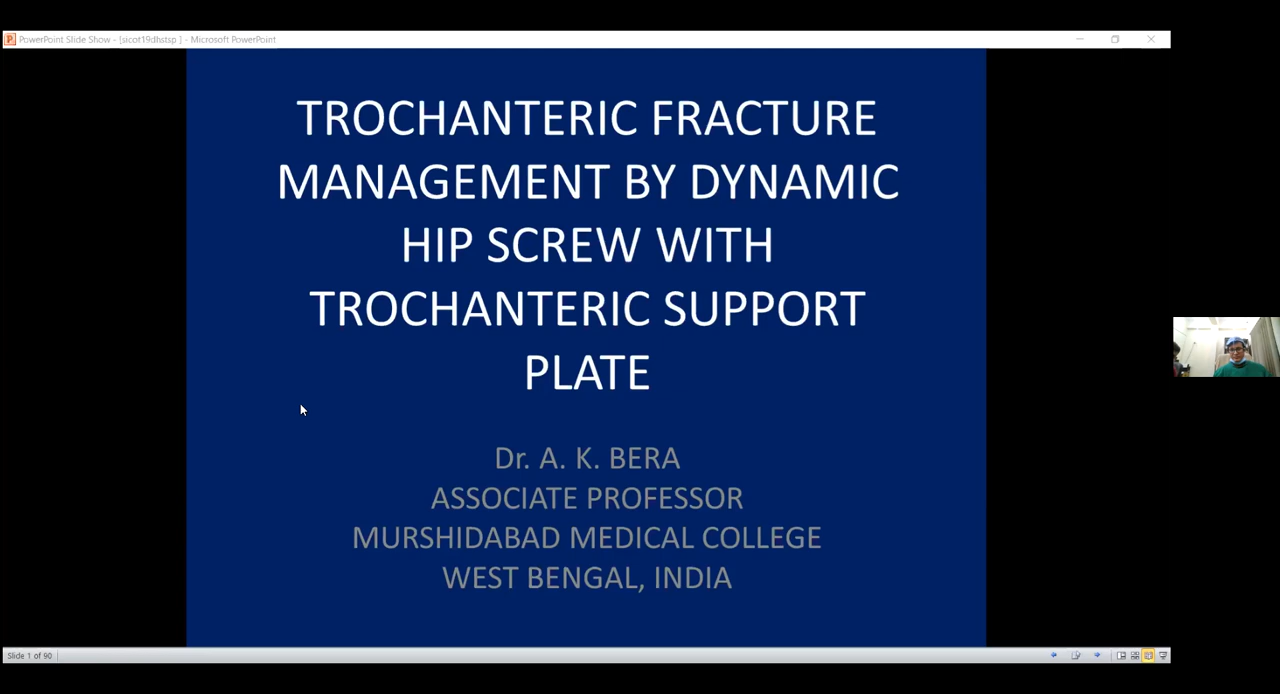 PowerPoint Slide Show - [sicot19dhstsp ] - Microsoft PowerPoint
TROCHANTERIC FRACTURE
MANAGEMENT BY DYNAMIC
HIP SCREW WITH
TROCHANTERIC SUPPORT
PLATE
Dr. A. K. BERA
ASSOCIATE PROFESSOR
MURSHIDABAD MEDICAL COLLEGE
WEST BENGAL, INDIA
Slide 1 of 90